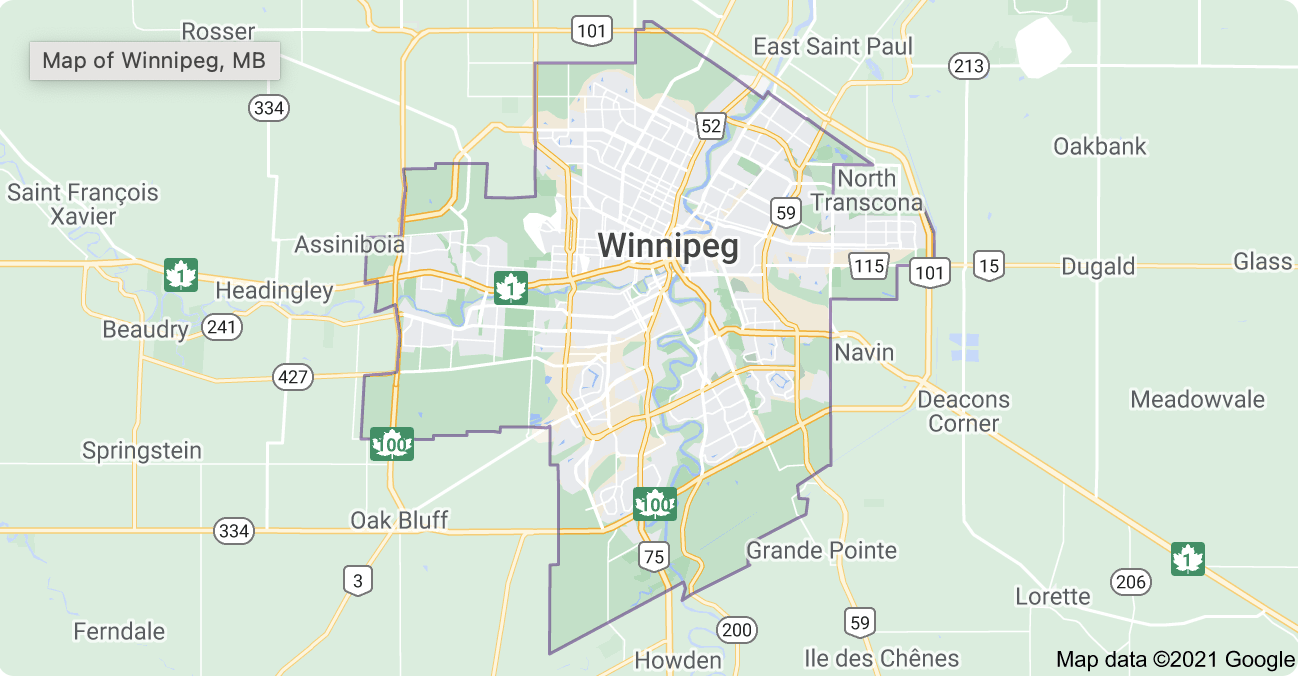 Rosser
101
East Saint Paul
Map of Winnipeg, MB
213
334
52
Oakbank
Saint François
Xavier
North
Transcona
59
Assiniboia
Winnipeg
1
1
115
101
15
Dugald
Glass
Headingley
Beaudry
241
Navin
427
Deacons
Corner
Meadowvale
100
Springstein
100
Oak Bluff
334
75
Grande Pointe
1
3
206
Lorette
Ferndale
200
59
Howden
Ile des Chênes
Map data ©2021 Google